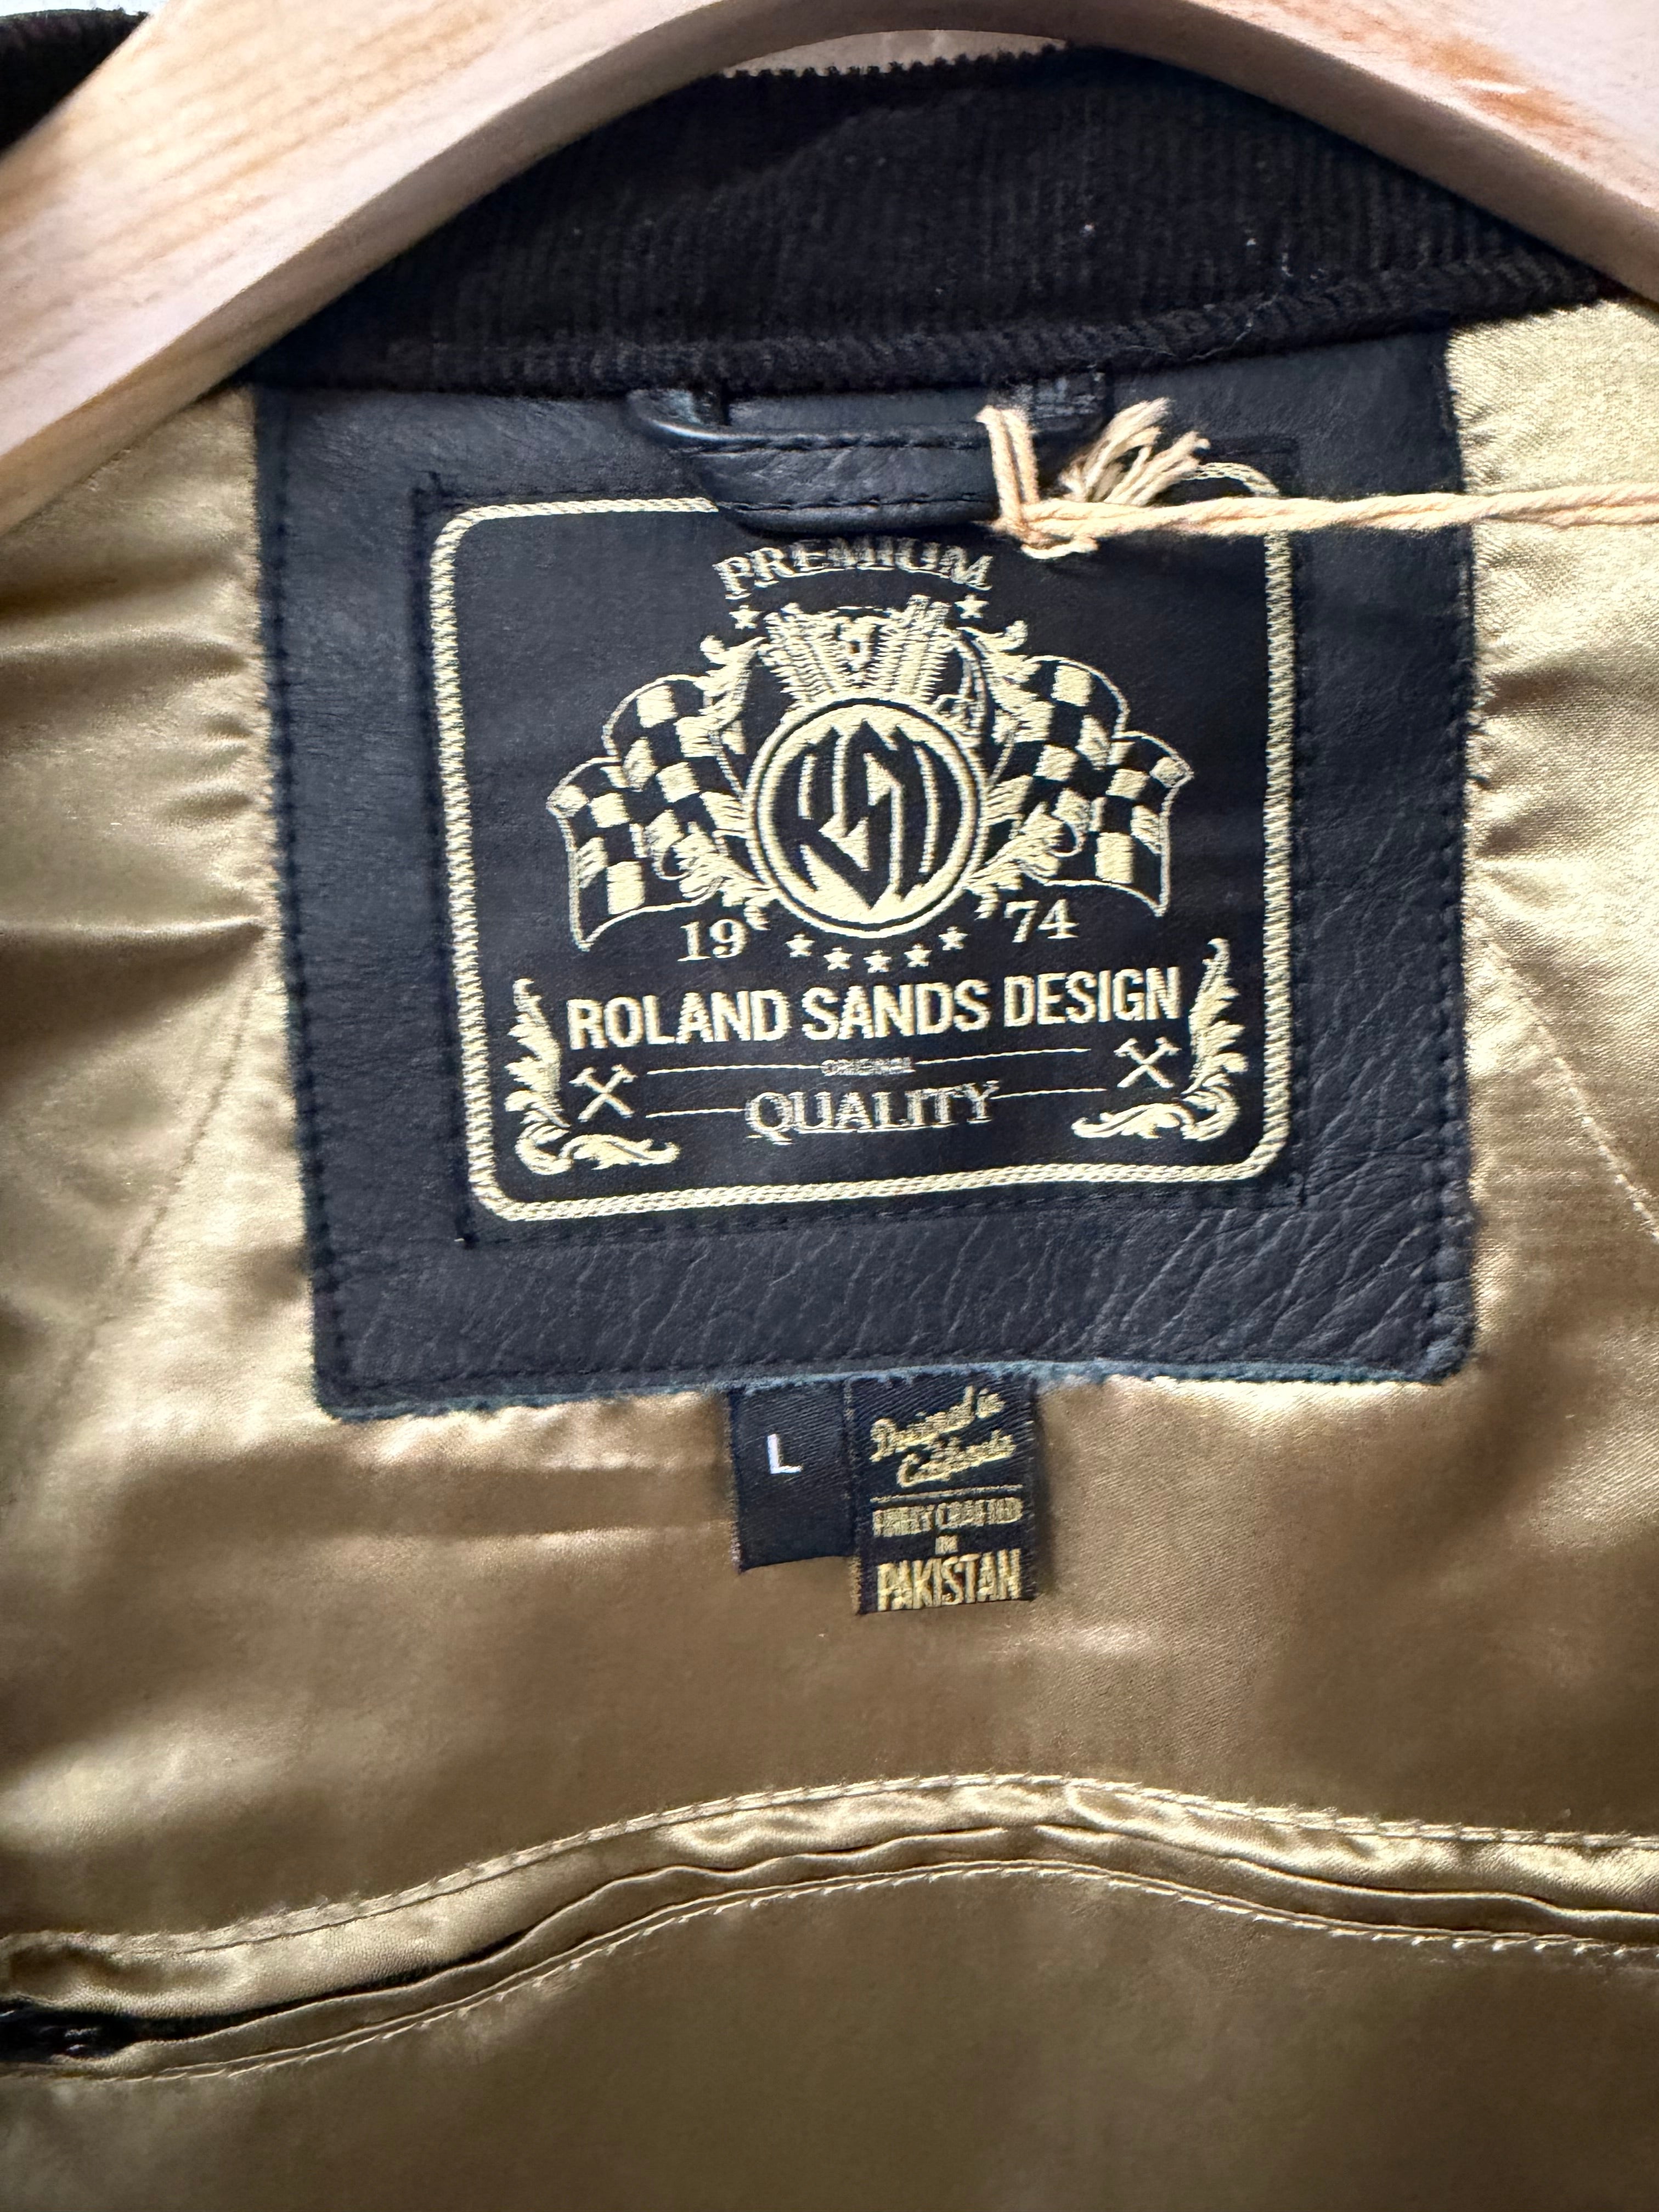 PREMIUM
RSD
19 74
ROLAND SANDS DESIGN
ORIGINAL
QUALITY
L
Designed in
California
FINELY CRAFTED
IN
PAKISTAN